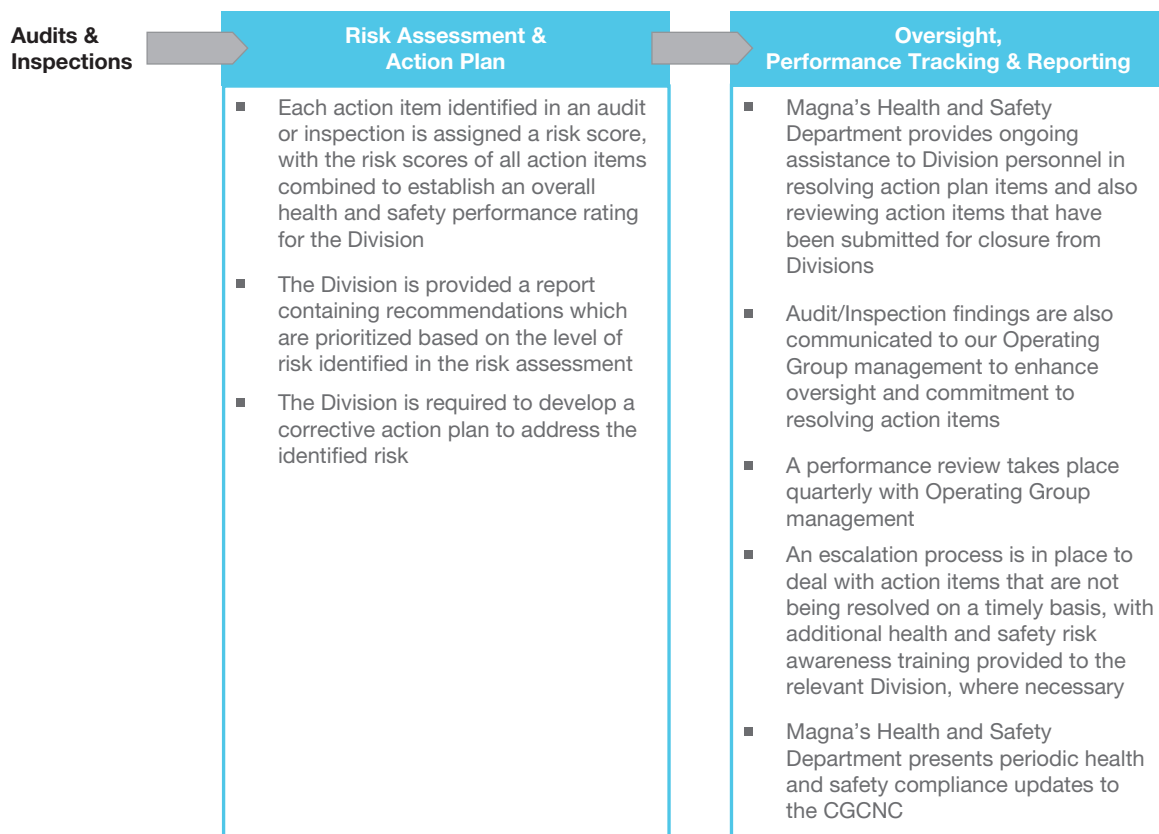 Audits &
Inspections
Risk Assessment &
Action Plan
Oversight,
Performance Tracking & Reporting
■ Each action item identified in an audit
or inspection is assigned a risk score,
with the risk scores of all action items
combined to establish an overall
health and safety performance rating
for the Division
■ The Division is provided a report
containing recommendations which
are prioritized based on the level of
risk identified in the risk assessment
■ The Division is required to develop a
corrective action plan to address the
identified risk
■ Magna’s Health and Safety
Department provides ongoing
assistance to Division personnel in
resolving action plan items and also
reviewing action items that have
been submitted for closure from
Divisions
■ Audit/Inspection findings are also
communicated to our Operating
Group management to enhance
oversight and commitment to
resolving action items
■ A performance review takes place
quarterly with Operating Group
management
■ An escalation process is in place to
deal with action items that are not
being resolved on a timely basis, with
additional health and safety risk
awareness training provided to the
relevant Division, where necessary
■ Magna’s Health and Safety
Department presents periodic health
and safety compliance updates to
the CGCNC